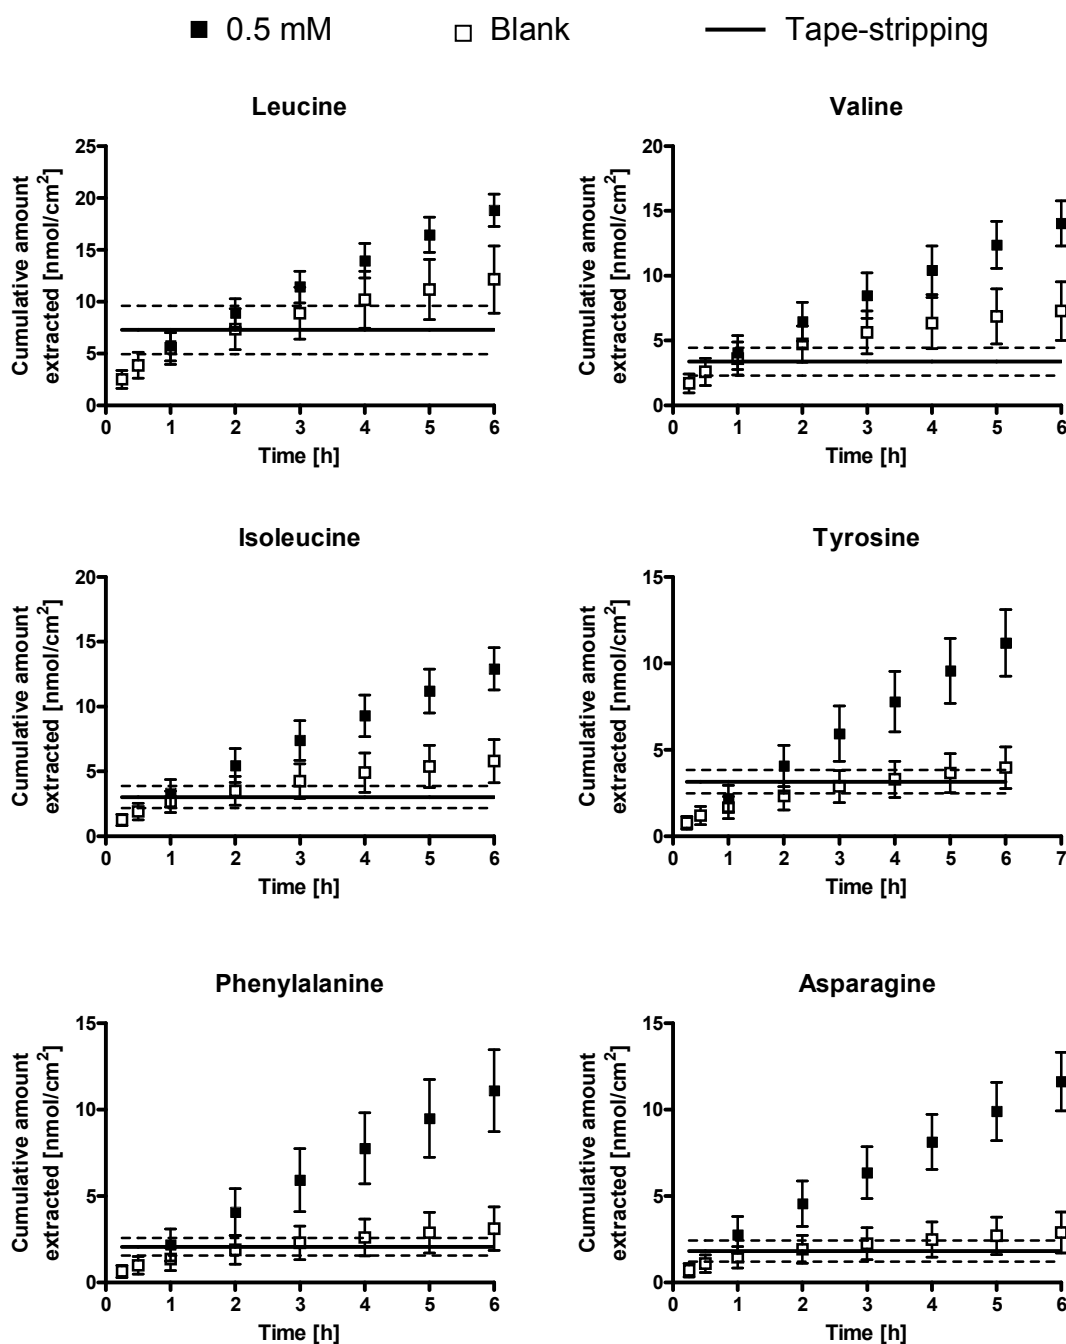 0.5 mM Blank Tape-stripping
Leucine
Cumulative amount
extracted [nmol/cm²]
25
20
15
10
5
0
0 1 2 3 4 5 6
Time [h]
Valine
Cumulative amount
extracted [nmol/cm²]
20
15
10
5
0
0 1 2 3 4 5 6
Time [h]
Isoleucine
Cumulative amount
extracted [nmol/cm²]
20
15
10
5
0
0 1 2 3 4 5 6
Time [h]
Tyrosine
Cumulative amount
extracted [nmol/cm²]
15
10
5
0
0 1 2 3 4 5 6 7
Time [h]
Phenylalanine
Cumulative amount
extracted [nmol/cm²]
15
10
5
0
0 1 2 3 4 5 6
Time [h]
Asparagine
Cumulative amount
extracted [nmol/cm²]
15
10
5
0
0 1 2 3 4 5 6
Time [h]